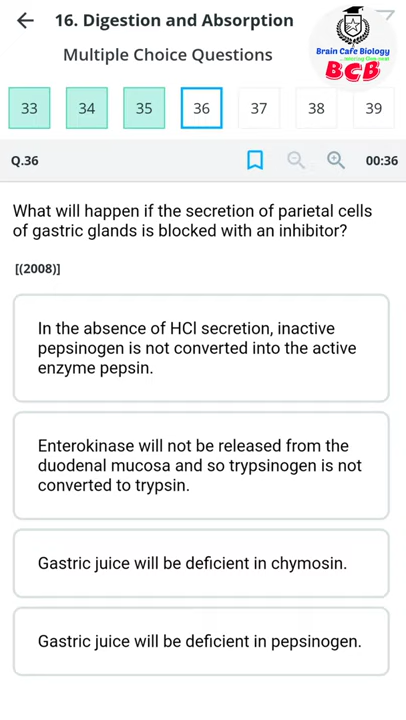 16. Digestion and Absorption
Multiple Choice Questions
Brain Cafe Biology
BCB
33 34 35 36 37 38 39
Q.36 00:36
What will happen if the secretion of parietal cells
of gastric glands is blocked with an inhibitor?
[(2008)]
In the absence of HCl secretion, inactive
pepsinogen is not converted into the active
enzyme pepsin.
Enterokinase will not be released from the
duodenal mucosa and so trypsinogen is not
converted to trypsin.
Gastric juice will be deficient in chymosin.
Gastric juice will be deficient in pepsinogen.